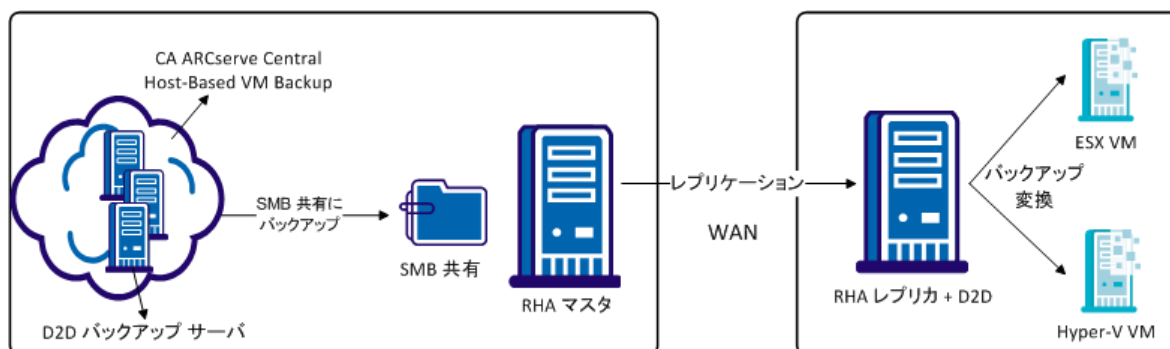 CA ARCserve Central
Host-Based VM Backup
SMB 共有に
バックアップ
SMB 共有
D2D バックアップ サーバ
RHA マスタ
レプリケーション
WAN
RHA レプリカ + D2D
バックアップ
変換
ESX VM
Hyper-V VM